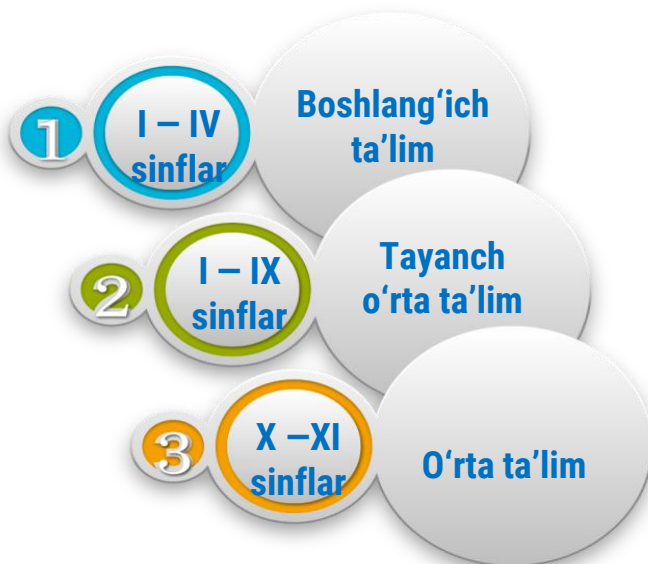 1
I – IV
sinflar
Boshlang‘ich
ta’lim
2
I – IX
sinflar
Tayanch
o‘rta ta’lim
3
X –XI
sinflar
O‘rta ta’lim